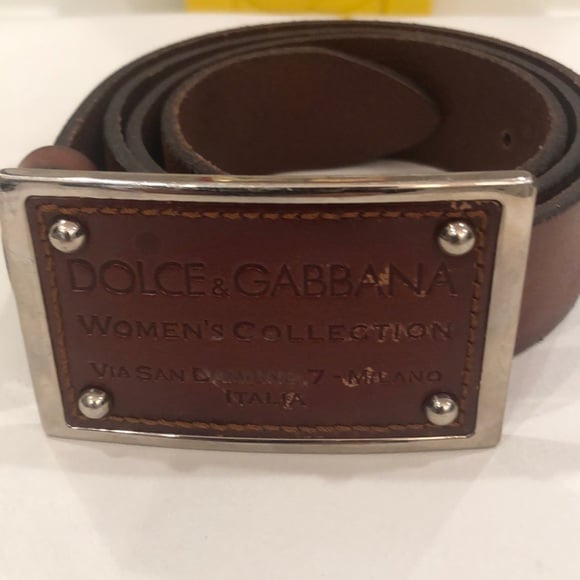 DOLCE & GABBANA
WOMEN'S COLLECTION
VIA SAN 7 - MILANO
ITALIA